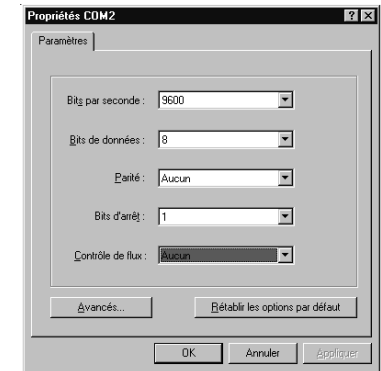 Propriétés COM2
Paramètres
Bits par seconde : 9600
Bits de données : 8
Parité : Aucun
Bits d'arrêt : 1
Contrôle de flux : Aucun
Avancés... Rétablir les options par défaut
OK Annuler Appliquer